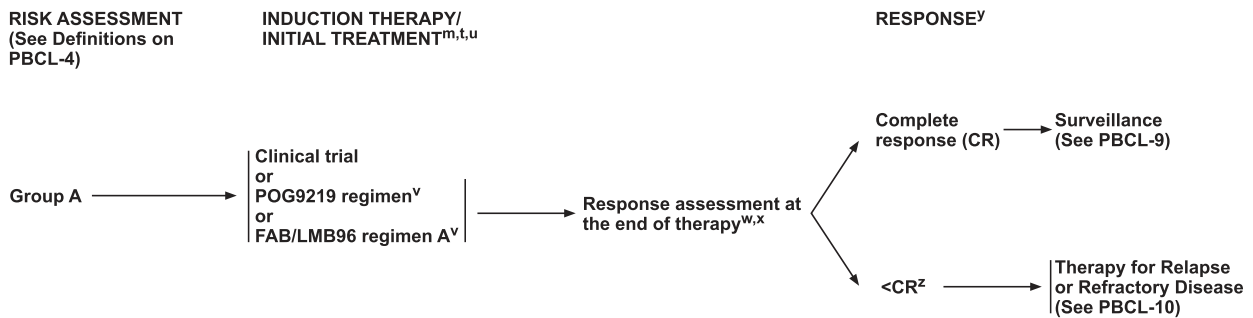 RISK ASSESSMENT
(See Definitions on
PBCL-4)
INDUCTION THERAPY/
INITIAL TREATMENTm,t,u
RESPONSEy
Group A
Clinical trial
or
POG9219 regimenv
or
FAB/LMB96 regimen Av
Response assessment at
the end of therapyw,x
Complete
response (CR)
Surveillance
(See PBCL-9)
<CRz
Therapy for Relapse
or Refractory Disease
(See PBCL-10)